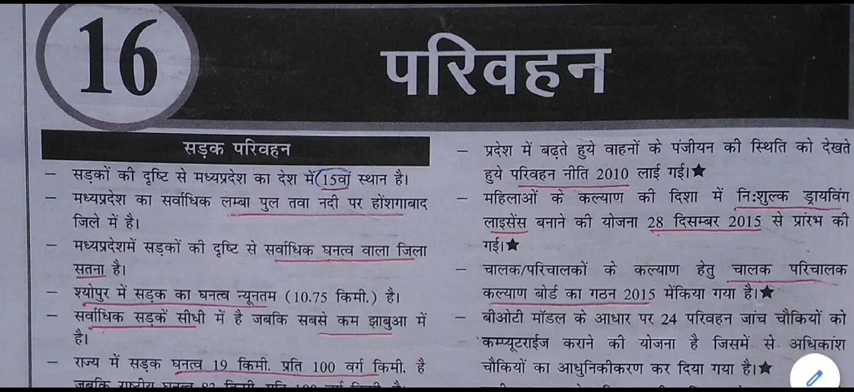 16
परिवहन
सड़क परिवहन
– सड़कों की दृष्टि से मध्यप्रदेश का देश में 15वां स्थान है।
– मध्यप्रदेश का सर्वाधिक लम्बा पुल तवा नदी पर होंशगाबाद
जिले में है।
– मध्यप्रदेशमें सड़कों की दृष्टि से सर्वाधिक घनत्व वाला जिला
सतना है।
– श्योपुर में सड़क का घनत्व न्यूनतम (10.75 किमी.) है।
– सर्वाधिक सड़कें सीधी में है जबकि सबसे कम झाबुआ में
है।
– राज्य में सड़क घनत्व 19 किमी. प्रति 100 वर्ग किमी. है
– प्रदेश में बढ़ते हुये वाहनों के पंजीयन की स्थिति को देखते
हुये परिवहन नीति 2010 लाई गई।★
– महिलाओं के कल्याण की दिशा में नि:शुल्क ड्रायविंग
लाइसेंस बनाने की योजना 28 दिसम्बर 2015 से प्रांरभ की
गई।★
– चालक/परिचालकों के कल्याण हेतु चालक परिचालक
कल्याण बोर्ड का गठन 2015 मेंकिया गया है।★
– बीओटी मॉडल के आधार पर 24 परिवहन जांच चौकियों को
कम्प्यूटराईज कराने की योजना है जिसमें से अधिकांश
चौकियों का आधुनिकीकरण कर दिया गया है।★